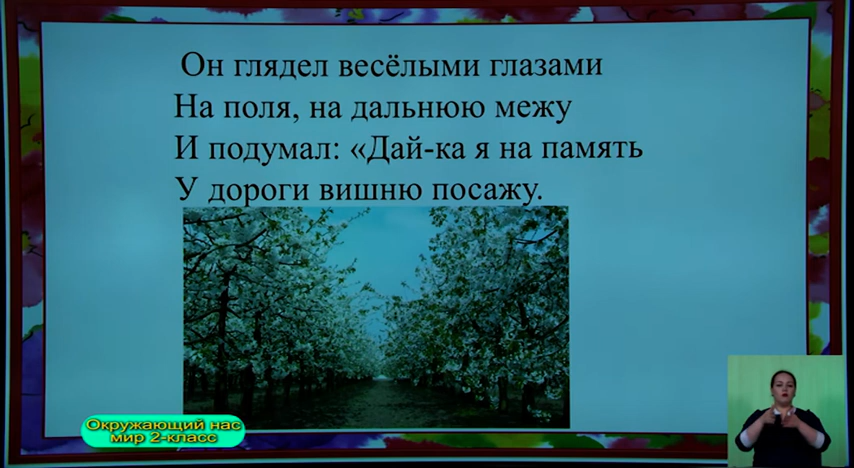 Он глядел весёлыми глазами
На поля, на дальнюю межу
И подумал: «Дай-ка я на память
У дороги вишню посажу.
Окружающий нас
мир 2-класс